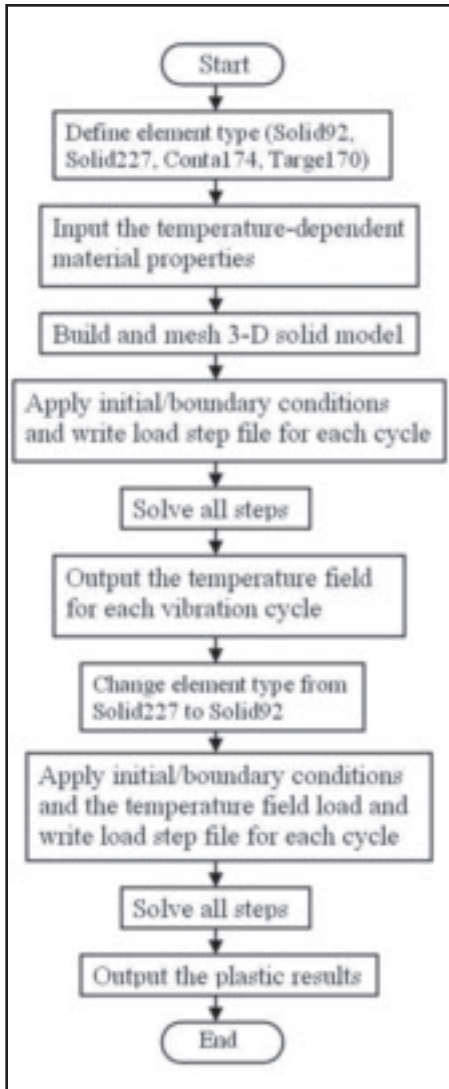 Start
Define element type (Solid92,
Solid227, Conta174, Targe170)
Input the temperature-dependent
material properties
Build and mesh 3-D solid model
Apply initial/boundary conditions
and write load step file for each cycle
Solve all steps
Output the temperature field
for each vibration cycle
Change element type from
Solid227 to Solid92
Apply initial/boundary conditions
and the temperature field load and
write load step file for each cycle
Solve all steps
Output the plastic results
End